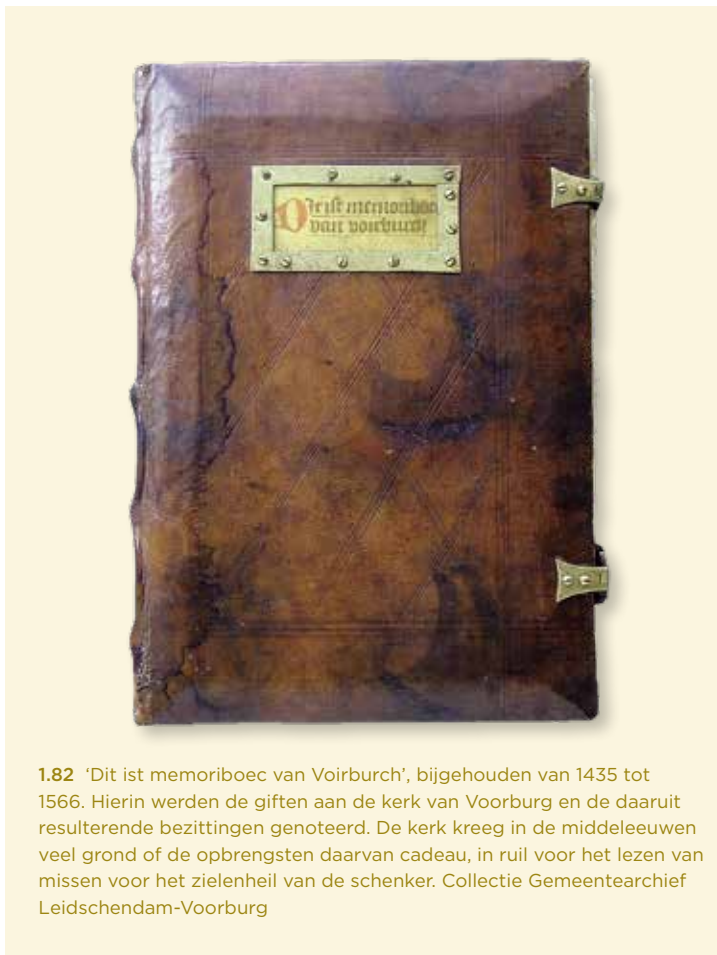 Dit ist memoriboec
van voirburch
1.82 ‘Dit ist memoriboec van Voirburch’, bijgehouden van 1435 tot
1566. Hierin werden de giften aan de kerk van Voorburg en de daaruit
resulterende bezittingen genoteerd. De kerk kreeg in de middeleeuwen
veel grond of de opbrengsten daarvan cadeau, in ruil voor het lezen van
missen voor het zielenheil van de schenker. Collectie Gemeentearchief
Leidschendam-Voorburg